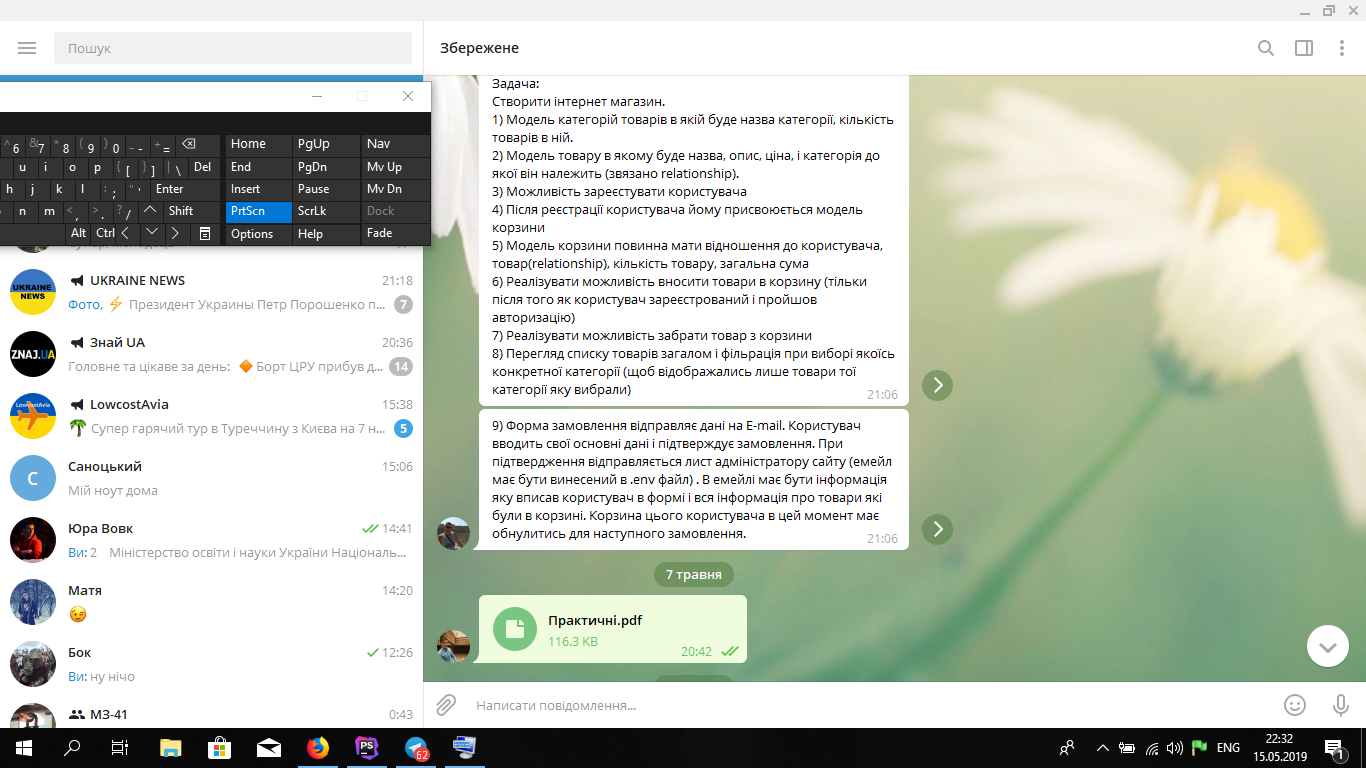 Пошук
Збережене
^ 6 & 7 * 8 ( 9 ) 0 _ - + = Home PgUp Nav
u i o p { [ } ] | \ Del End PgDn Mv Up
h j k l : ; " ' Enter Insert Pause Mv Dn
n m < , > . ? / Shift PrtScn ScrLk Dock
Alt Ctrl Options Help Fade
UKRAINE NEWS 21:18
UKRAINE
NEWS
Фото, ⚡ Президент Украины Петр Порошенко п... 7
Знай UA 20:36
ZNAJ.UA
Головне та цікаве за день: 🔶 Борт ЦРУ прибув д... 14
LowcostAvia 15:38
LowCostAvia
🌴 Супер гарячий тур в Туреччину з Києва на 7 н... 5
С
Саноцький 15:06
Мій ноут дома
Юра Вовк 14:41
Ви: 2 Міністерство освіти і науки України Національ...
Матя 14:20
😉
Бок 12:26
Ви: ну нічо
МЗ-41 0:43
Задача:
Створити інтернет магазин.
1) Модель категорій товарів в якій буде назва категорії, кількість
товарів в ній.
2) Модель товару в якому буде назва, опис, ціна, і категорія до
якої він належить (звязано relationship).
3) Можливість зареєстувати користувача
4) Після реєстрації користувача йому присвоюється модель
корзини
5) Модель корзини повинна мати відношення до користувача,
товар(relationship), кількість товару, загальна сума
6) Реалізувати можливість вносити товари в корзину (тільки
після того як користувач зареєстрований і пройшов
авторизацію)
7) Реалізувати можливість забрати товар з корзини
8) Перегляд списку товарів загалом і фільрація при виборі якоїсь
конкретної категорії (щоб відображались лише товари тої
категорії яку вибрали)
21:06
9) Форма замовлення відправляє дані на E-mail. Користувач
вводить свої основні дані і підтверджує замовлення. При
підтвердження відправляється лист адміністратору сайту (емейл
має бути винесений в .env файл) . В емейлі має бути інформація
яку вписав користувач в формі і вся інформація про товари які
були в корзині. Корзина цього користувача в цей момент має
обнулитись для наступного замовлення.
21:06
7 травня
Практичні.pdf
116.3 KB
20:42
Написати повідомлення...
PS
62
ENG
22:32
15.05.2019
1